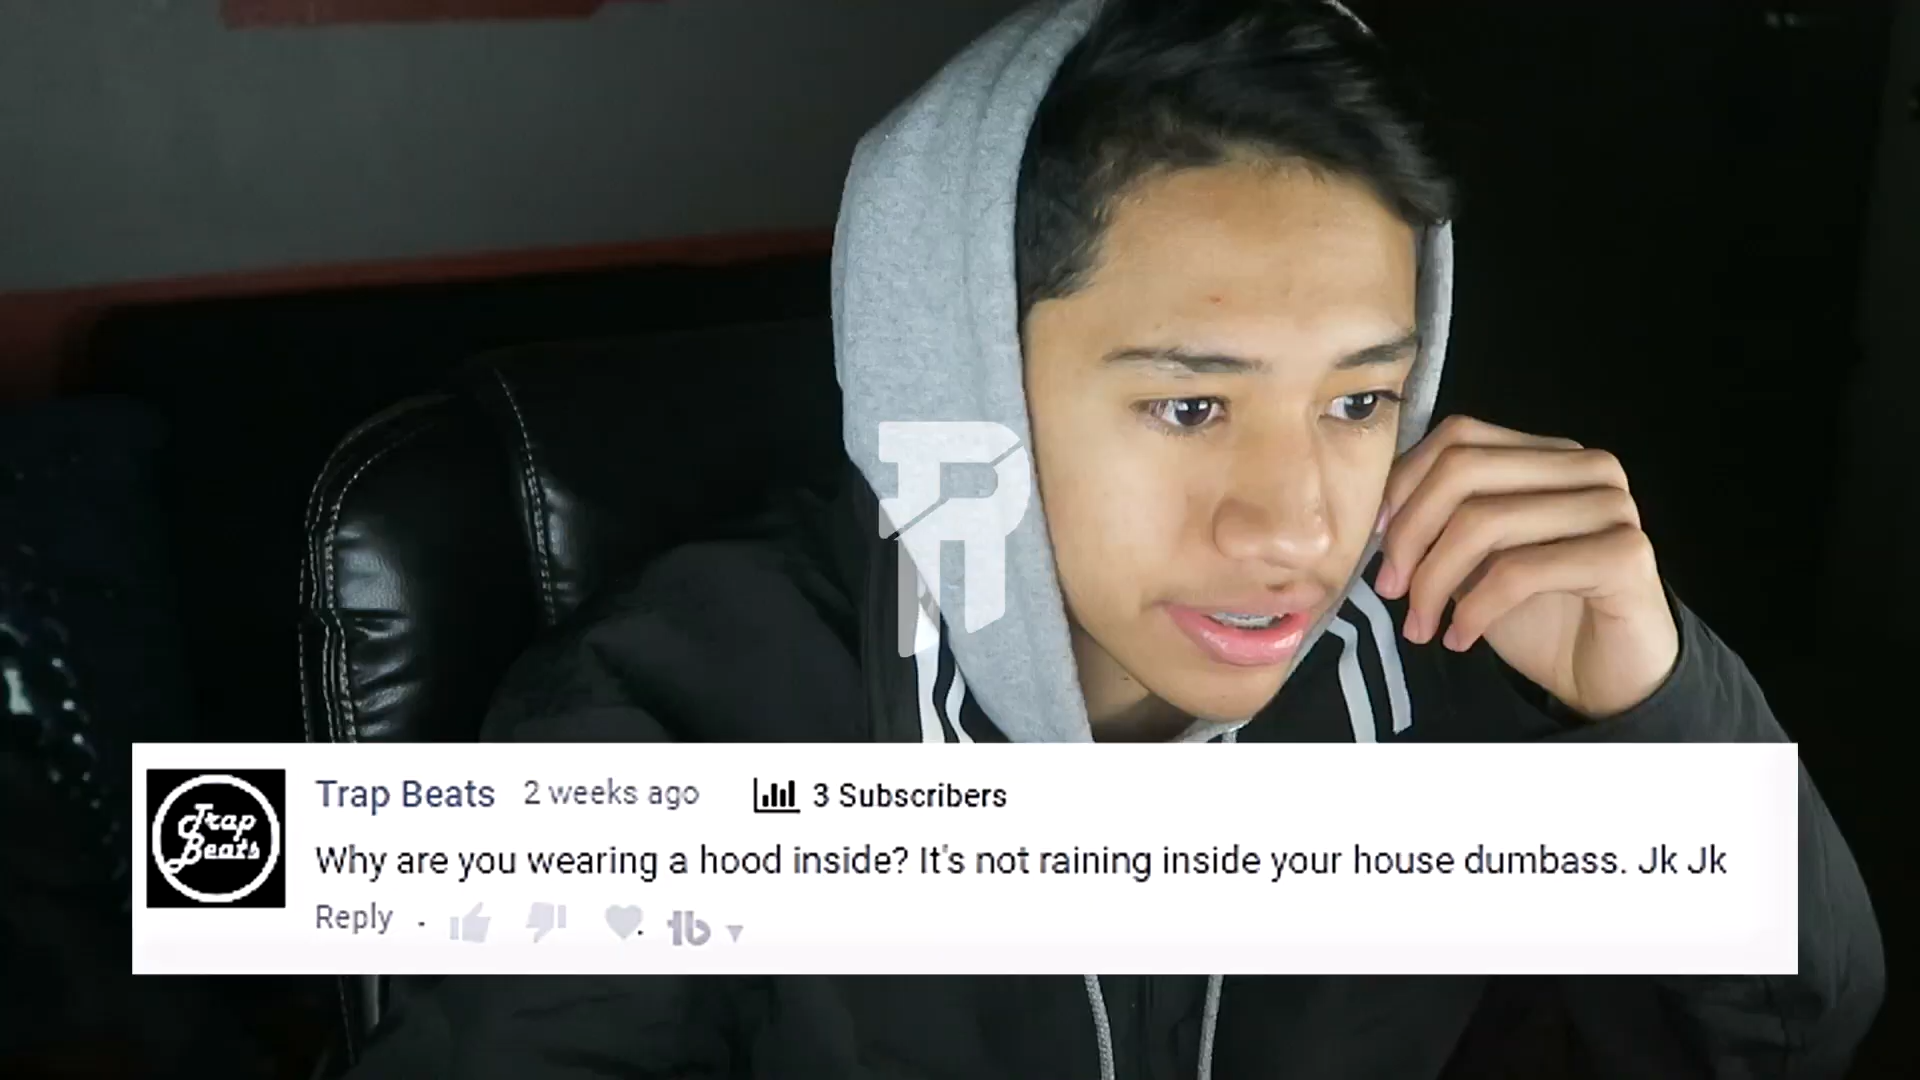 Trap Beats 2 weeks ago 3 Subscribers
Trap
Beats
Why are you wearing a hood inside? It's not raining inside your house dumbass. Jk Jk
Reply
tb